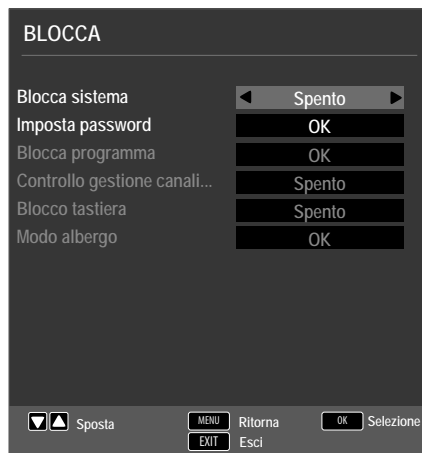 BLOCCA
Blocca sistema Spento
Imposta password OK
Blocca programma OK
Controllo gestione canali... Spento
Blocco tastiera Spento
Modo albergo OK
Sposta MENU Ritorna OK Selezione
EXIT Esci